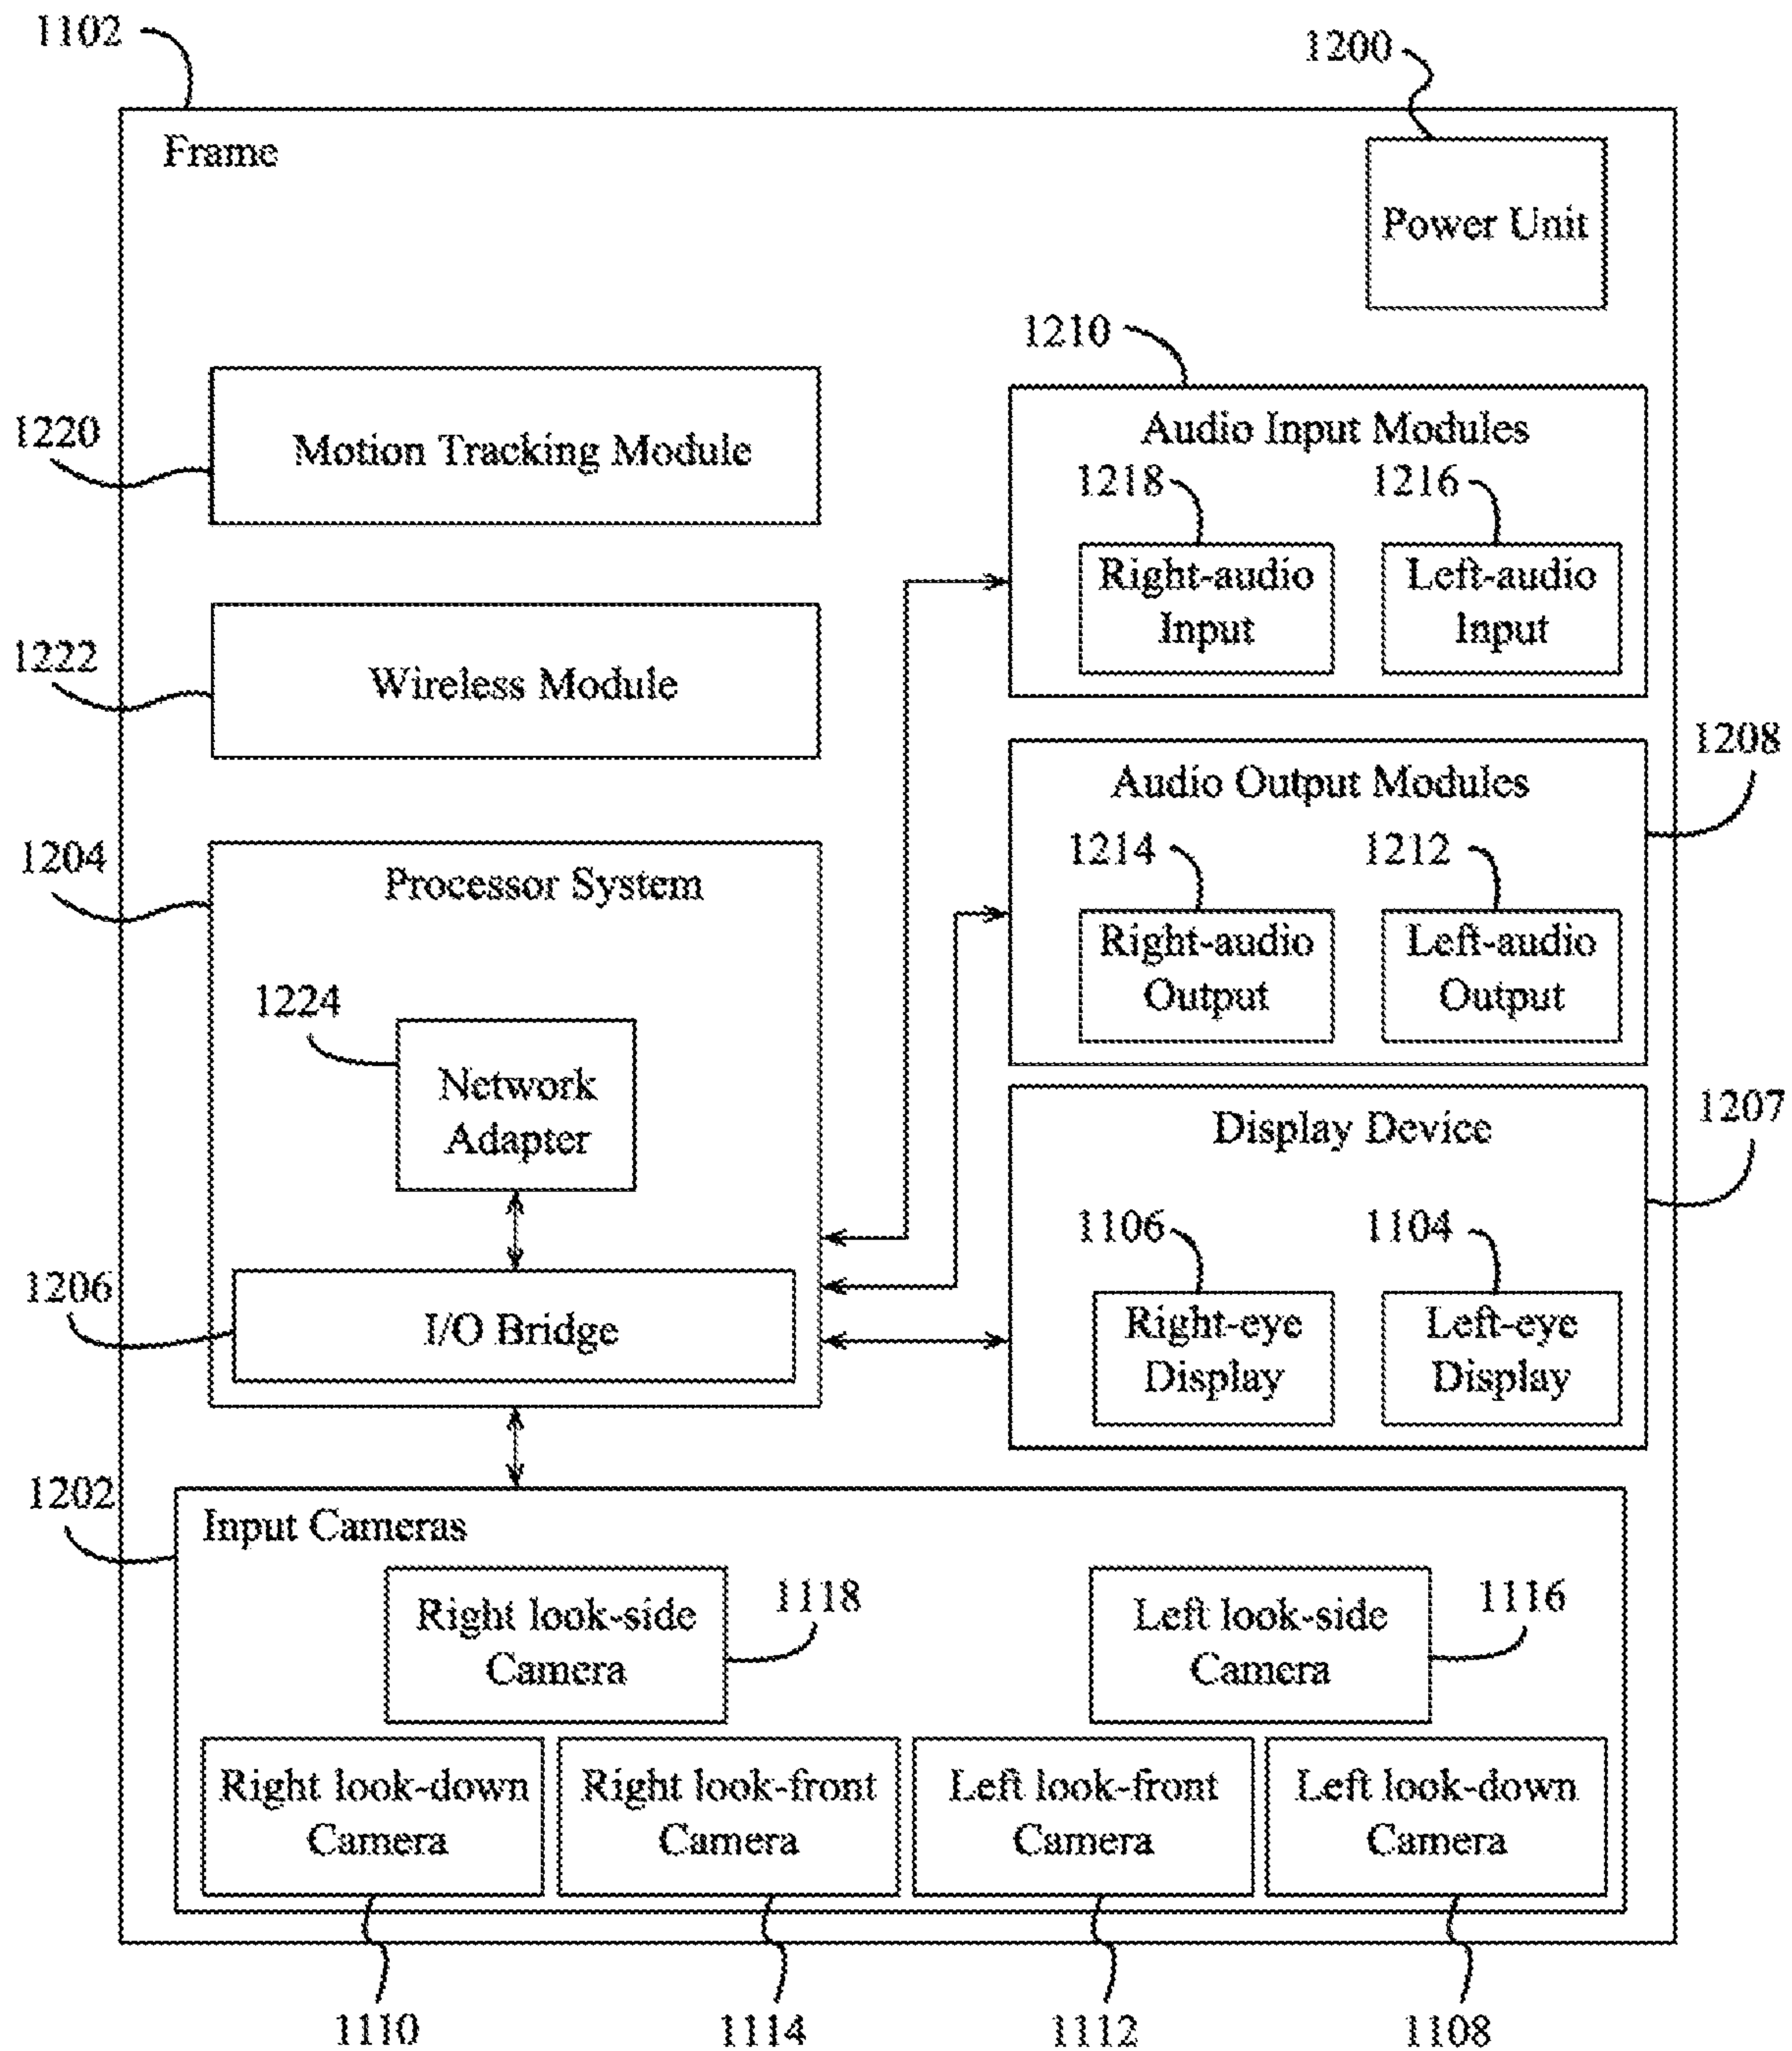 1102
1200
Frame
Power Unit
1210
1220
Motion Tracking Module
Audio Input Modules
1218
1216
Right-audio
Input
Left-audio
Input
1222
Wireless Module
1208
Audio Output Modules
1214
1212
Right-audio
Output
Left-audio
Output
1204
Processor System
1224
Network
Adapter
1207
Display Device
1106
1104
Right-eye
Display
Left-eye
Display
1206
I/O Bridge
1202
Input Cameras
Right look-side
Camera
1118
Left look-side
Camera
1116
Right look-down
Camera
Right look-front
Camera
Left look-front
Camera
Left look-down
Camera
1110
1114
1112
1108